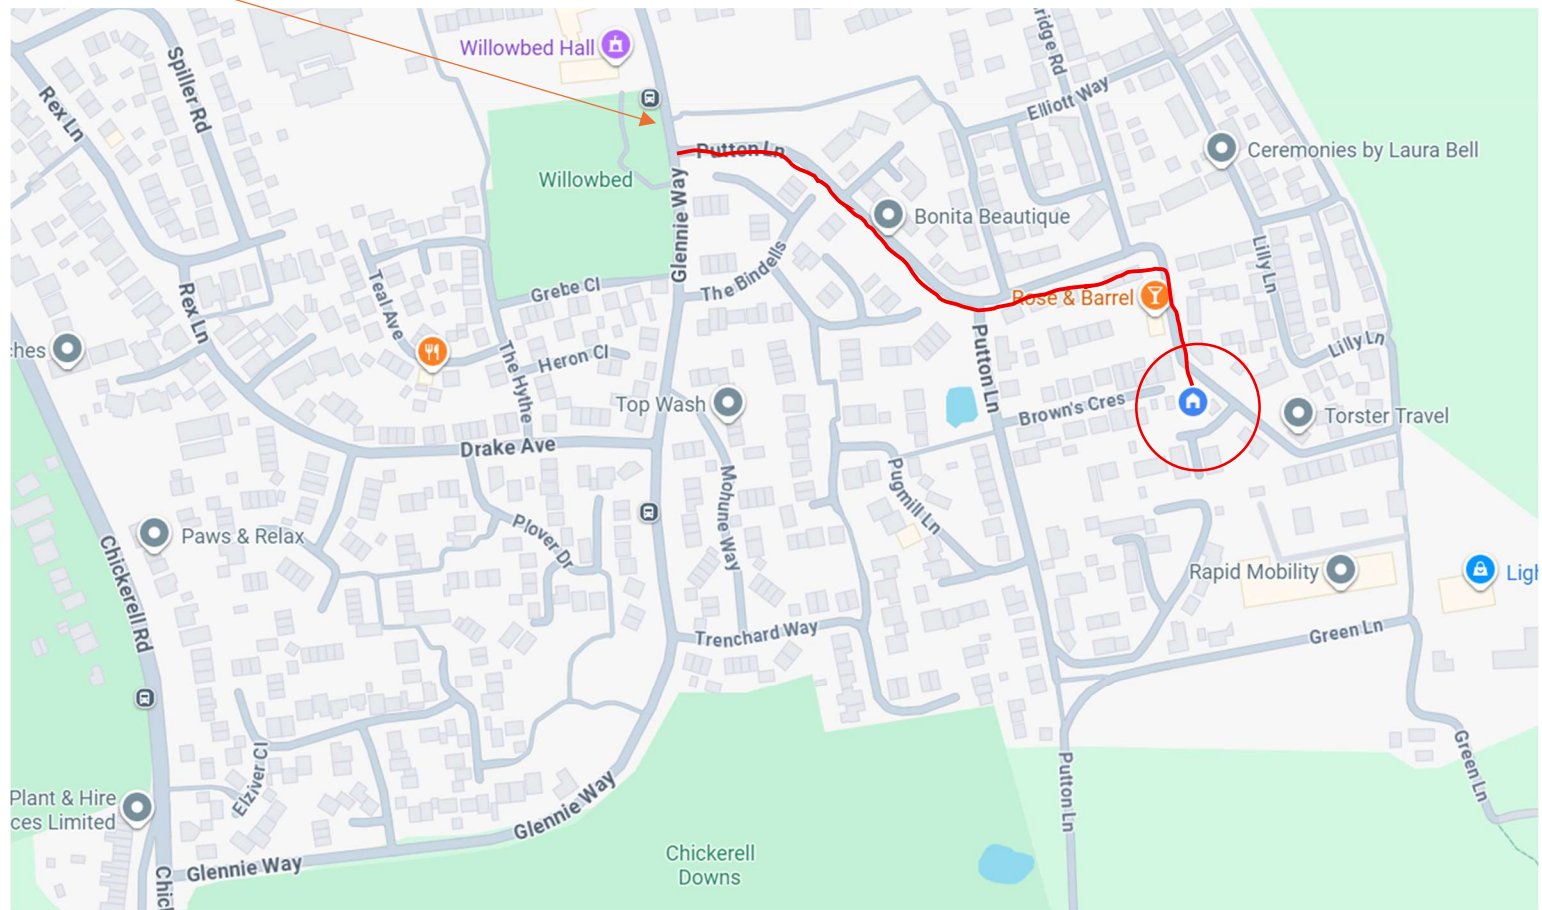 Willowbed Hall
Spiller Rd
ridge Rd
Rex Ln
Elliott Way
Putton Ln
Ceremonies by Laura Bell
Willowbed
Glennie Way
Bonita Beautique
Lilly Ln
The Bindells
Grebe Cl
Teal Ave
Rex Ln
Rose & Barrel
hes
The Hythe
Heron Cl
Putton Ln
Lilly Ln
Top Wash
Brown's Cres
Torster Travel
Drake Ave
Mohune Way
Pugmill Ln
Plover Dr
Paws & Relax
Chickerell Rd
Rapid Mobility
Ligh
Trenchard Way
Green Ln
Elziver Cl
Putton Ln
Green Ln
Plant & Hire
ces Limited
Glennie Way
Chickerell
Downs
Glennie Way
Chic